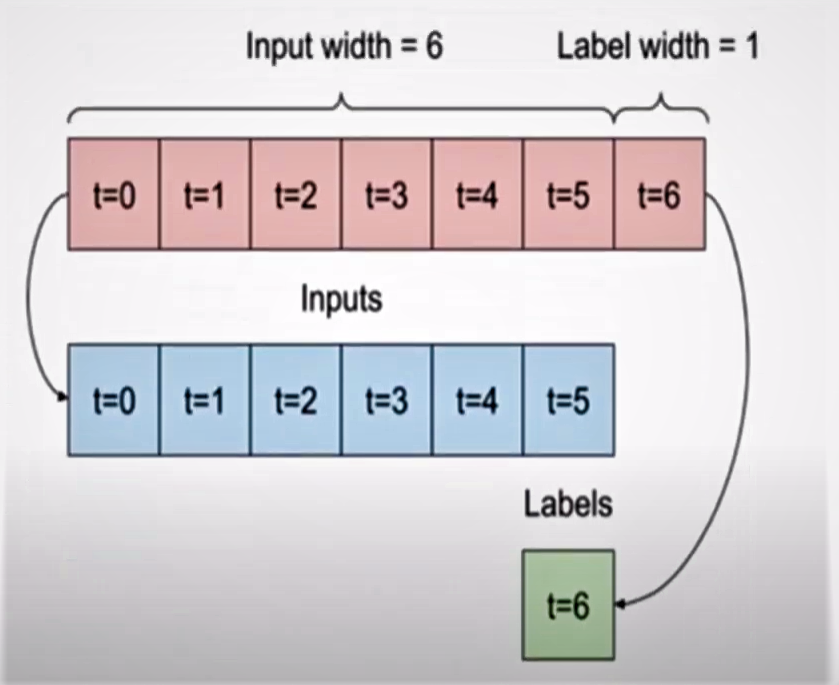 Input width = 6 Label width = 1
t=0 t=1 t=2 t=3 t=4 t=5 t=6
Inputs
t=0 t=1 t=2 t=3 t=4 t=5
Labels
t=6